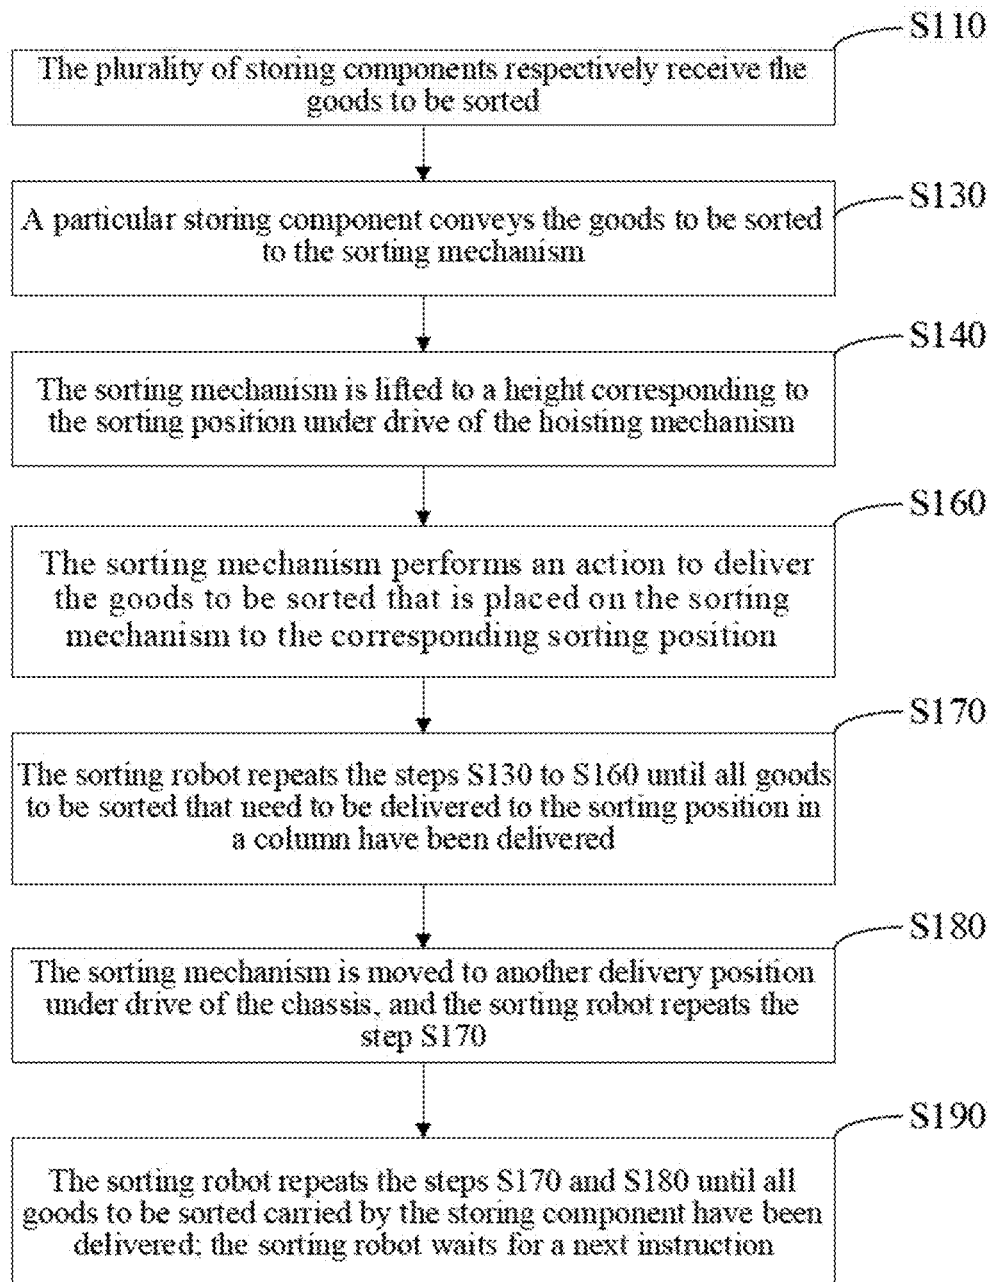 S110
The plurality of storing components respectively receive the
goods to be sorted
S130
A particular storing component conveys the goods to be sorted
to the sorting mechanism
S140
The sorting mechanism is lifted to a height corresponding to
the sorting position under drive of the hoisting mechanism
S160
The sorting mechanism performs an action to deliver
the goods to be sorted that is placed on the sorting
mechanism to the corresponding sorting position
S170
The sorting robot repeats the steps S130 to S160 until all goods
to be sorted that need to be delivered to the sorting position in
a column have been delivered
S180
The sorting mechanism is moved to another delivery position
under drive of the chassis, and the sorting robot repeats the
step S170
S190
The sorting robot repeats the steps S170 and S180 until all
goods to be sorted carried by the storing component have been
delivered; the sorting robot waits for a next instruction